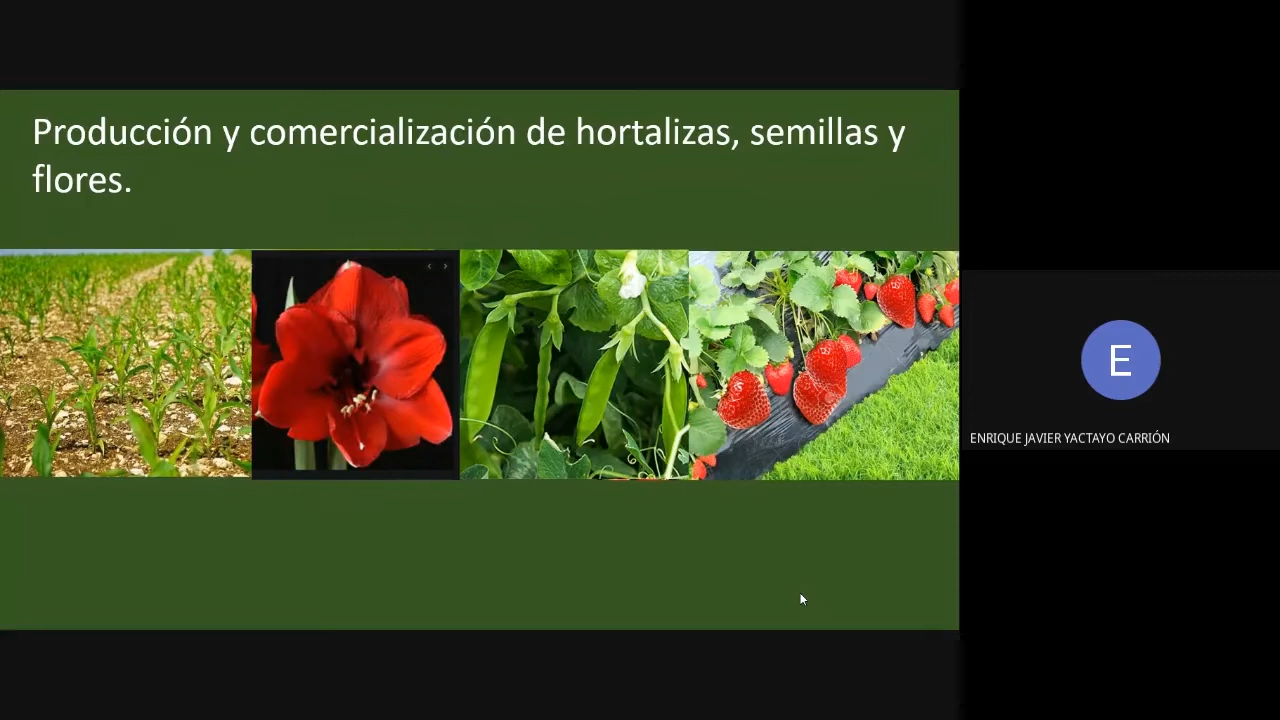 Producción y comercialización de hortalizas, semillas y
flores.
E
ENRIQUE JAVIER YACTAYO CARRIÓN